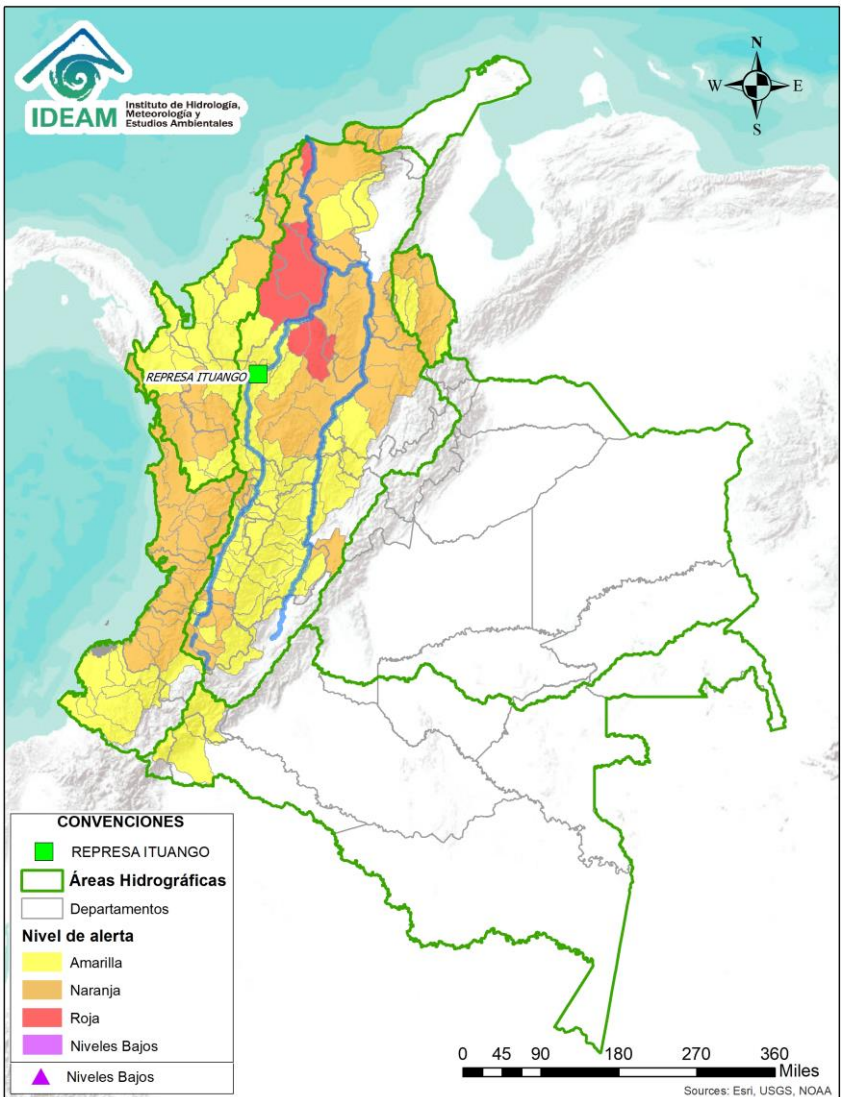 IDEAM
Instituto de Hidrología,
Meteorología y
Estudios Ambientales
N
W
E
S
REPRESA ITUANGO
CONVENCIONES
REPRESA ITUANGO
Áreas Hidrográficas
Departamentos
Nivel de alerta
Amarilla
Naranja
Roja
Niveles Bajos
Niveles Bajos
0 45 90 180 270 360
Miles
Sources: Esri, USGS, NOAA